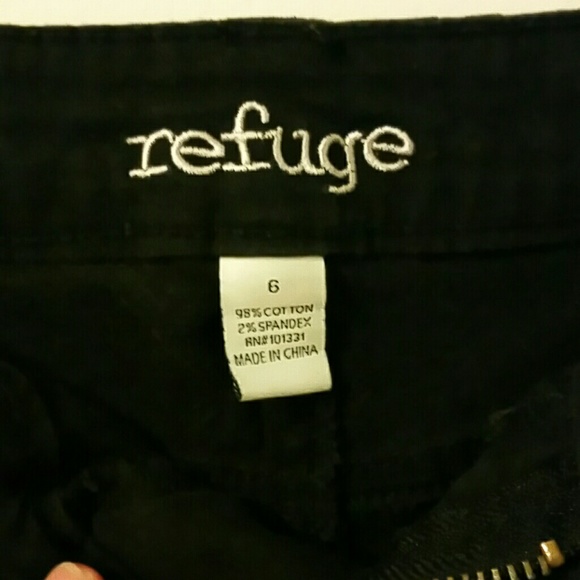 refuge
6
98% COTTON
2% SPANDEX
RN#101331
MADE IN CHINA